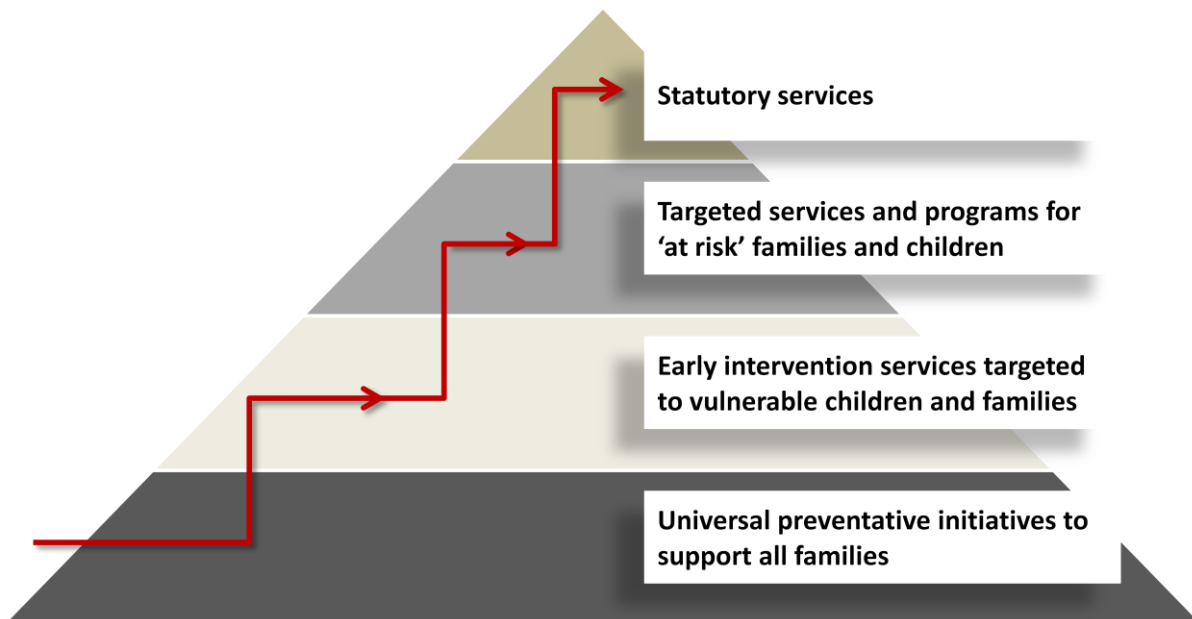 Statutory services
Targeted services and programs for
‘at risk’ families and children
Early intervention services targeted
to vulnerable children and families
Universal preventative initiatives to
support all families